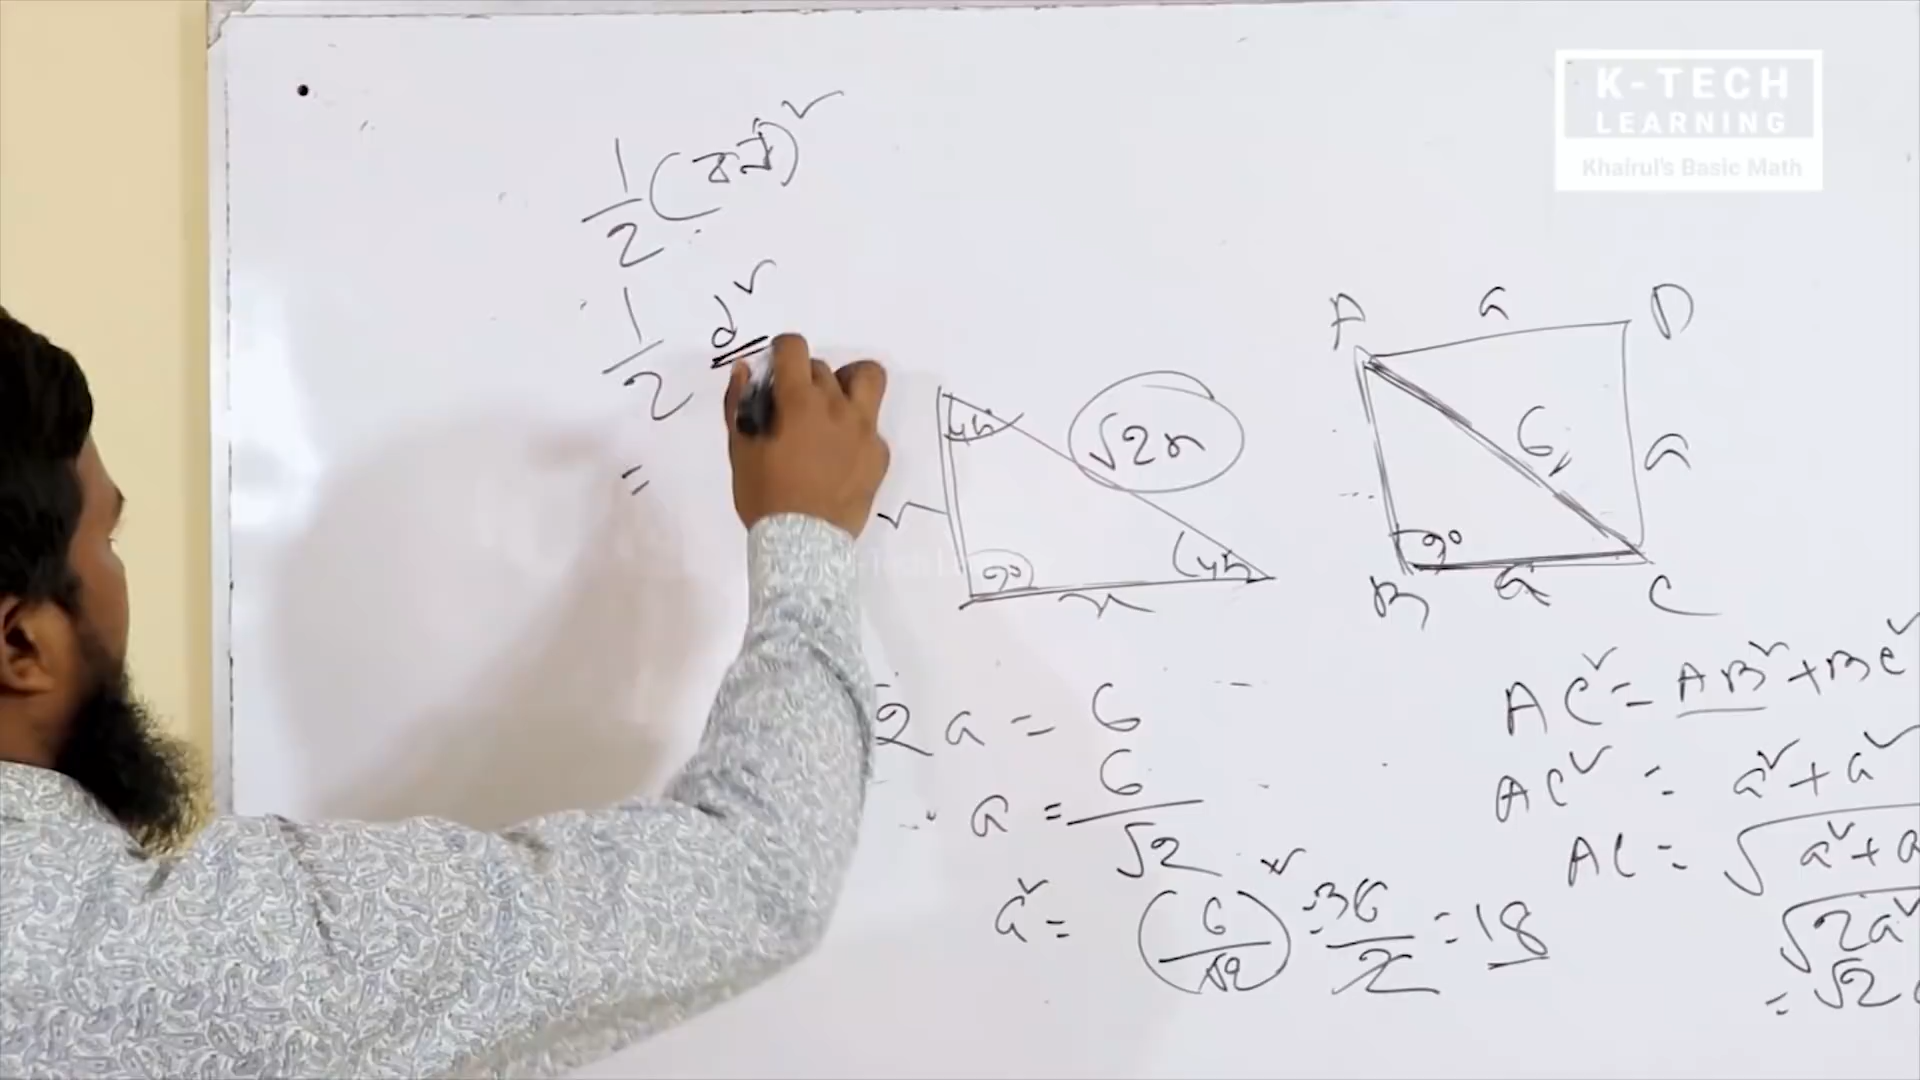 K-TECH
LEARNING
Khairul's Basic Math
1/2 (কর্ণ)²
1/2 d²
=
45
√2x
90
45
x
A
a
D
6
a
90
B
a
C
2a = 6
a = 6/√2
a² = (6/√2)² = 36/2 = 18
AC² = AB² + BC²
AC² = a² + a²
AC = √a² + a
√2a²
= √2